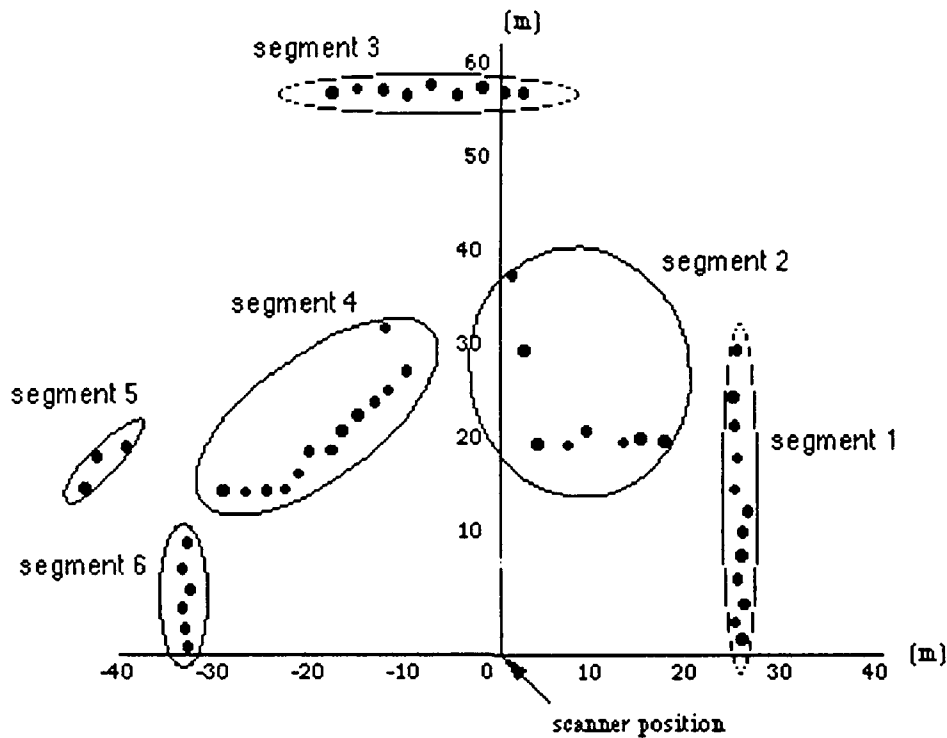 [m]
segment 3
60
50
40
segment 2
segment 4
30
segment 5
20
segment 1
10
segment 6
-40 -30 -20 -10 0 10 20 30 40 [m]
scanner position